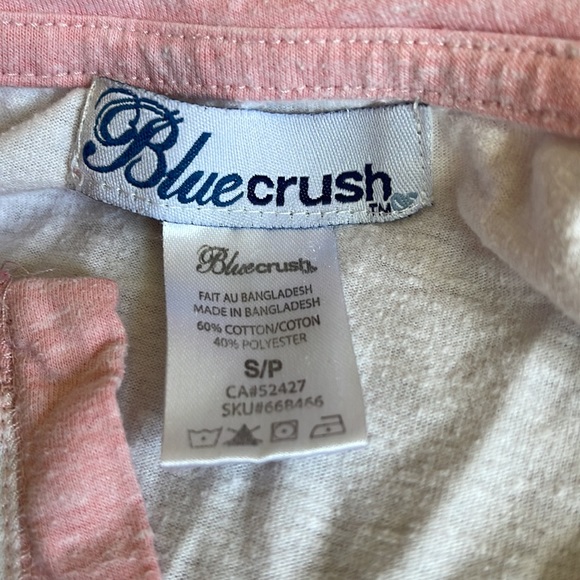 Bluecrush
TM
Bluecrush
FAIT AU BANGLADESH
MADE IN BANGLADESH
60% COTTON/COTON
40% POLYESTER
S/P
CA#52427
SKU#668466